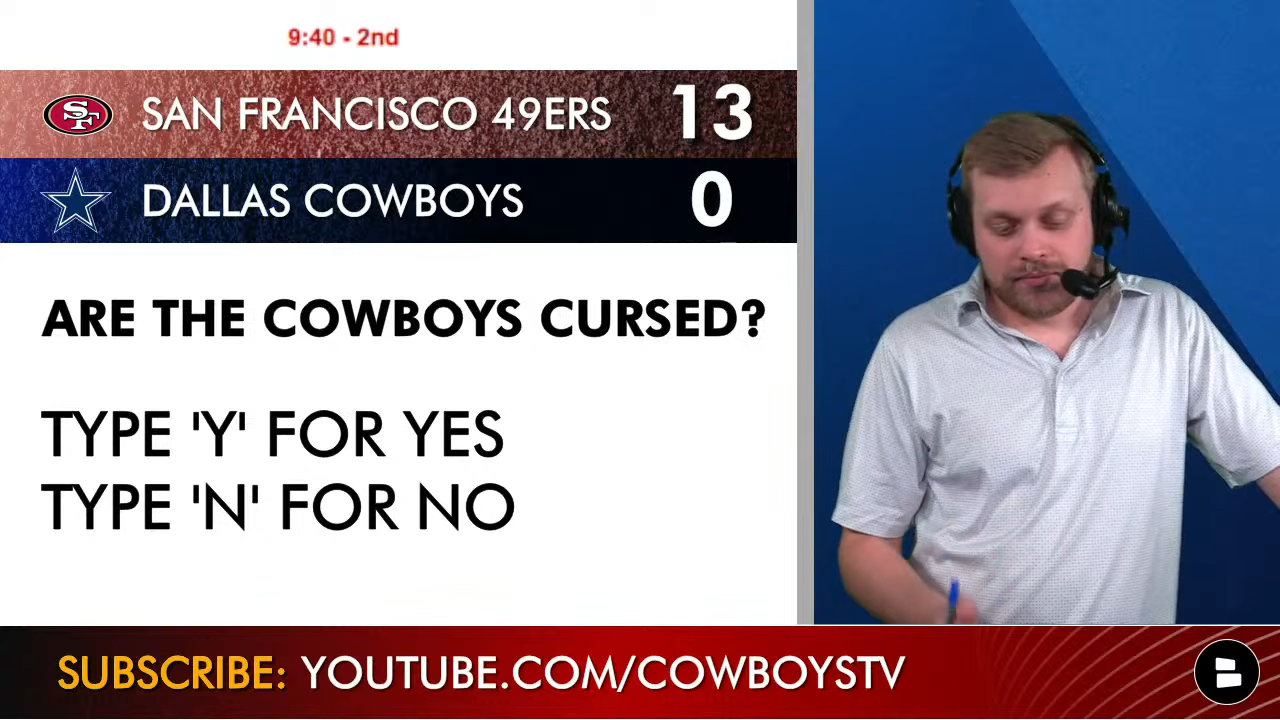 9:40 - 2nd
SF SAN FRANCISCO 49ERS 13
DALLAS COWBOYS 0
ARE THE COWBOYS CURSED?
TYPE 'Y' FOR YES
TYPE 'N' FOR NO
SUBSCRIBE: YOUTUBE.COM/COWBOYSTV